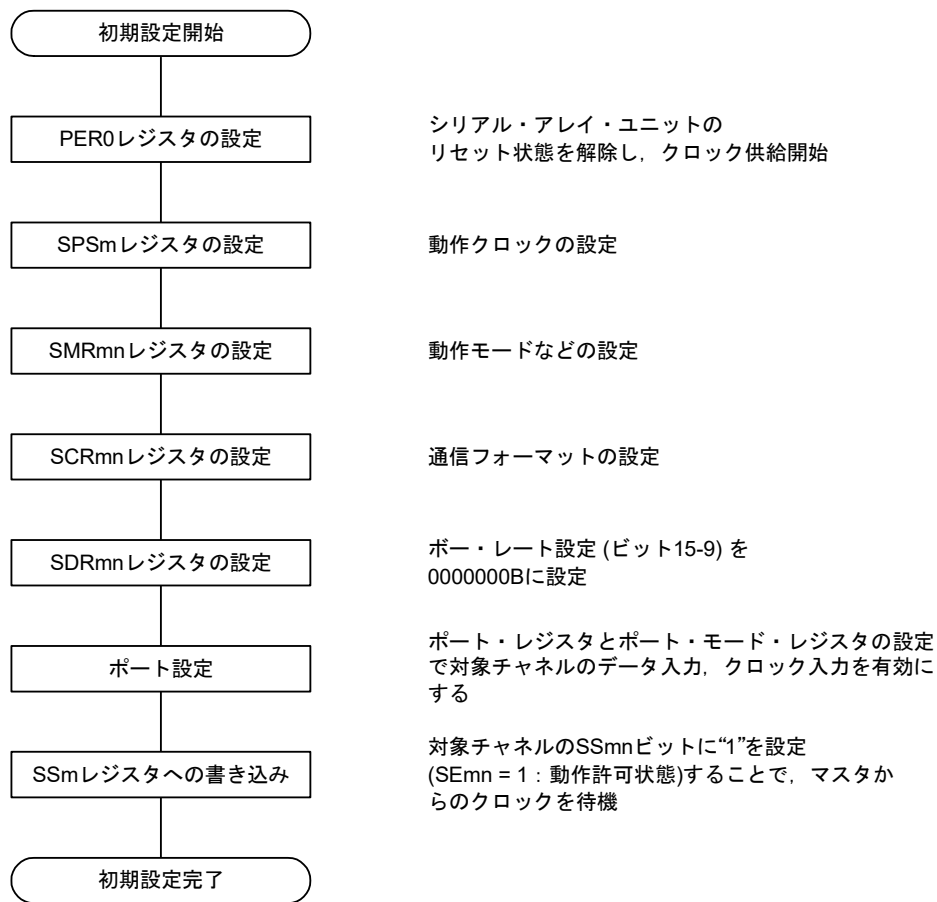 初期設定開始
PER0レジスタの設定
シリアル・アレイ・ユニットの
リセット状態を解除し，クロック供給開始
SPSmレジスタの設定
動作クロックの設定
SMRmnレジスタの設定
動作モードなどの設定
SCRmnレジスタの設定
通信フォーマットの設定
SDRmnレジスタの設定
ボー・レート設定 (ビット15-9) を
0000000Bに設定
ポート設定
ポート・レジスタとポート・モード・レジスタの設定
で対象チャネルのデータ入力，クロック入力を有効に
する
SSmレジスタへの書き込み
対象チャネルのSSmnビットに“1”を設定
(SEmn = 1：動作許可状態)することで，マスタか
らのクロックを待機
初期設定完了